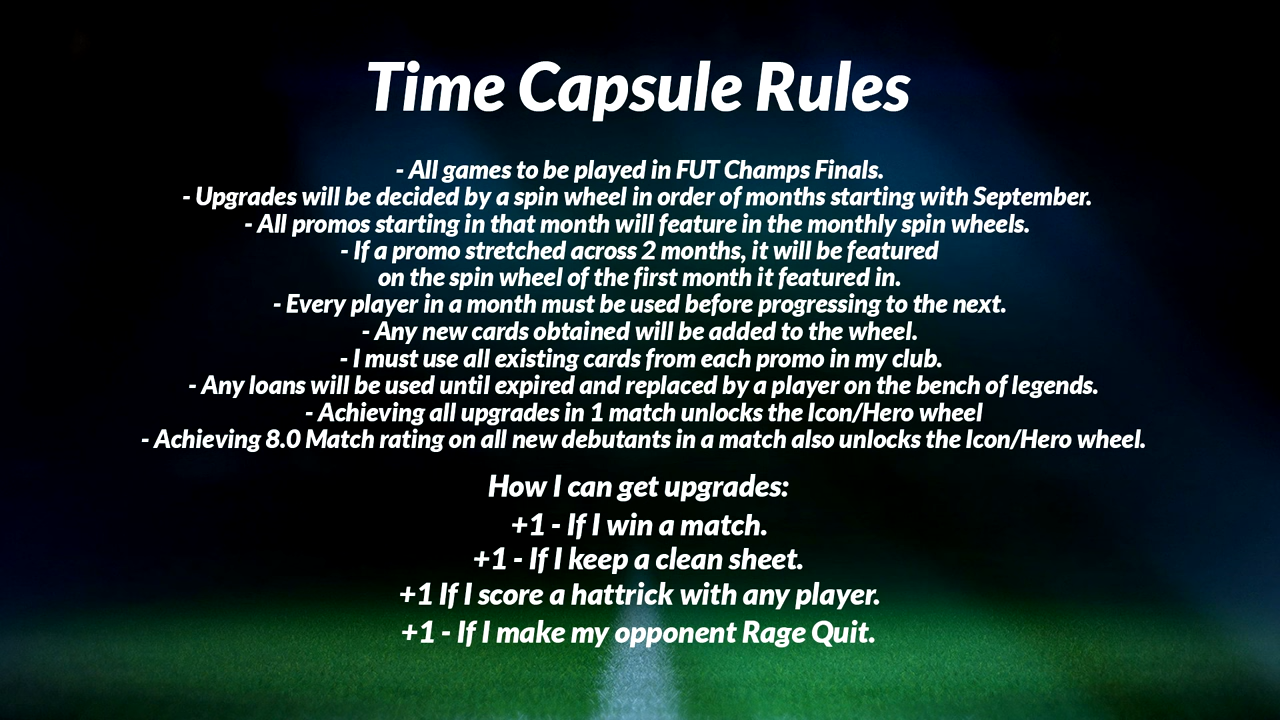 Time Capsule Rules
- All games to be played in FUT Champs Finals.
- Upgrades will be decided by a spin wheel in order of months starting with September.
- All promos starting in that month will feature in the monthly spin wheels.
- If a promo stretched across 2 months, it will be featured
on the spin wheel of the first month it featured in.
- Every player in a month must be used before progressing to the next.
- Any new cards obtained will be added to the wheel.
- I must use all existing cards from each promo in my club.
- Any loans will be used until expired and replaced by a player on the bench of legends.
- Achieving all upgrades in 1 match unlocks the Icon/Hero wheel
- Achieving 8.0 Match rating on all new debutants in a match also unlocks the Icon/Hero wheel.
How I can get upgrades:
+1 - If I win a match.
+1 - If I keep a clean sheet.
+1 If I score a hattrick with any player.
+1 - If I make my opponent Rage Quit.